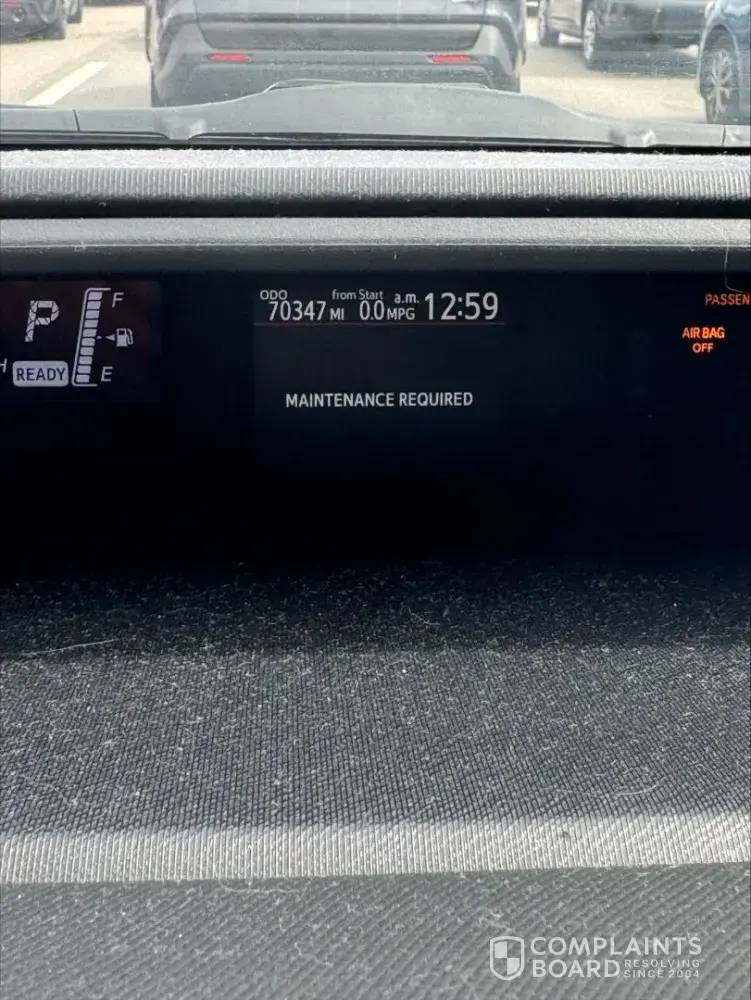 ODO from Start a.m.
70347 MI 0.0 MPG 12:59
PASSEN
P
F
AIR BAG
OFF
H READY E
MAINTENANCE REQUIRED
COMPLAINTS
BOARD RESOLVING
SINCE 2004